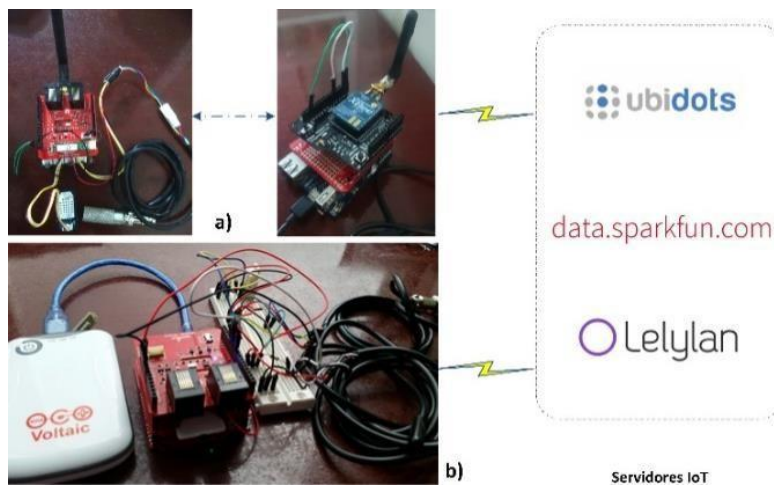 a)
ubidots
data.sparkfun.com
Lelylan
Voltaic
b)
Servidores IoT